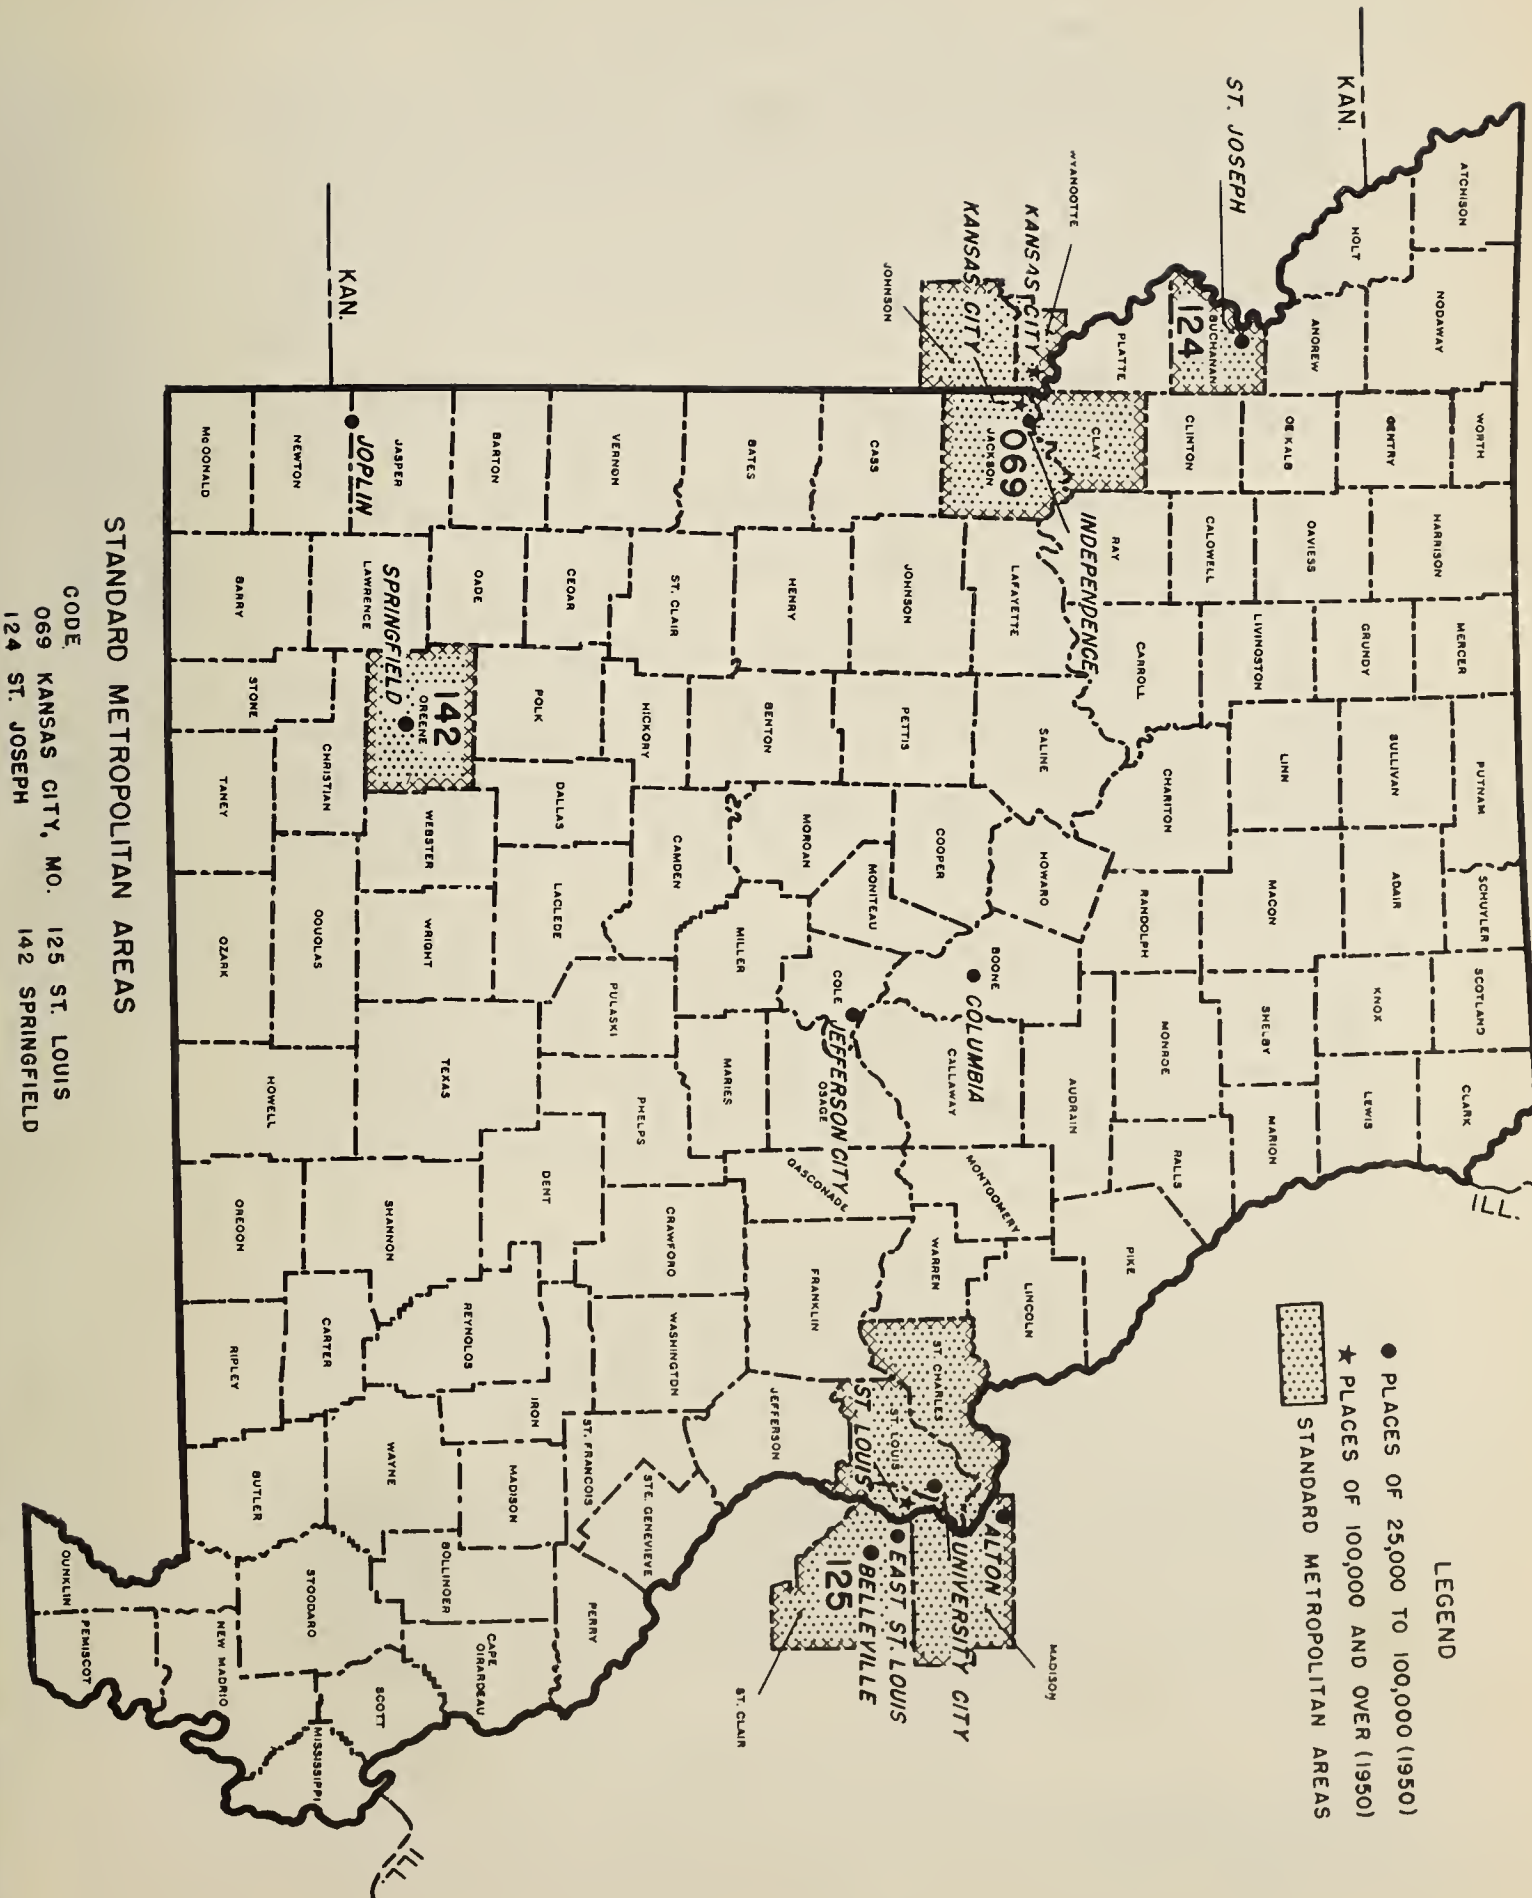 LEGEND
● PLACES OF 25,000 TO 100,000 (1950)
★ PLACES OF 100,000 AND OVER (1950)
STANDARD METROPOLITAN AREAS
ILL.
KAN.
ATCHISON
NODAWAY
WORTH
HARRISON
MERCER
PUTNAM
SCHUYLER
SCOTLAND
CLARK
HOLT
GENTRY
GRUNDY
SULLIVAN
ADAIR
KNOX
LEWIS
ST. JOSEPH
ANDREW
DE KALB
DAVIESS
LIVINGSTON
LINN
MACON
SHELBY
MARION
BUCHANAN
124
CLINTON
CALDWELL
CARROLL
CHARITON
RANDOLPH
MONROE
RALLS
PLATTE
CLAY
RAY
HOWARD
AUDRAIN
PIKE
WYANDOTTE
KANSAS CITY
KANSAS CITY
069
JACKSON
INDEPENDENCE
LAFAYETTE
SALINE
BOONE
COLUMBIA
CALLAWAY
MONTGOMERY
LINCOLN
WARREN
JOHNSON
CASS
JOHNSON
PETTIS
COOPER
MONITEAU
COLE
JEFFERSON CITY
OSAGE
GASCONADE
FRANKLIN
ST. CHARLES
ST. LOUIS
ST LOUIS
ALTON
UNIVERSITY CITY
EAST ST. LOUIS
BELLEVILLE
125
MADISON
ST. CLAIR
BATES
HENRY
BENTON
MORGAN
MILLER
MARIES
JEFFERSON
VERNON
ST. CLAIR
HICKORY
CAMDEN
PULASKI
PHELPS
CRAWFORD
WASHINGTON
ST. FRANCOIS
STE. GENEVIEVE
PERRY
BARTON
CEDAR
POLK
DALLAS
LACLEDE
DENT
IRON
MADISON
KAN.
JASPER
JOPLIN
DADE
LAWRENCE
SPRINGFIELD
142
GREENE
WEBSTER
WRIGHT
TEXAS
SHANNON
REYNOLDS
WAYNE
BOLLINGER
CAPE GIRARDEAU
NEWTON
BARRY
STONE
CHRISTIAN
DOUGLAS
HOWELL
CARTER
BUTLER
STODDARD
SCOTT
MISSISSIPPI
ILL.
McDONALD
TANEY
OZARK
OREGON
RIPLEY
NEW MADRID
DUNKLIN
PEMISCOT
STANDARD METROPOLITAN AREAS
CODE
069 KANSAS CITY, MO. 125 ST. LOUIS
124 ST. JOSEPH 142 SPRINGFIELD